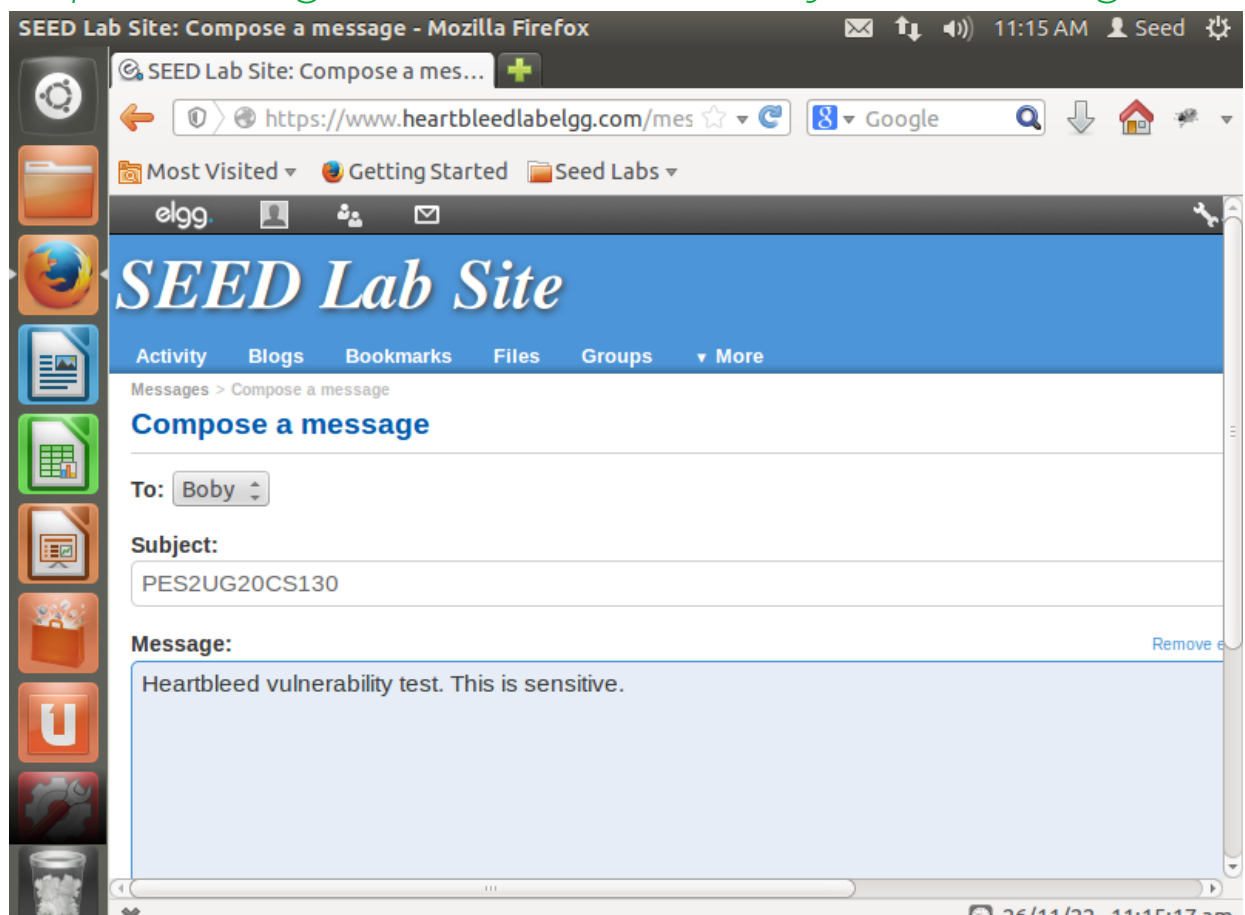 SEED Lab Site: Compose a message - Mozilla Firefox 11:15 AM Seed
SEED Lab Site: Compose a mes...
https://www.heartbleedlabelgg.com/mes Google
Most Visited Getting Started Seed Labs
elgg.
SEED Lab Site
Activity Blogs Bookmarks Files Groups ▾ More
Messages > Compose a message
Compose a message
To: Boby
Subject:
PES2UG20CS130
Message: Remove e
Heartbleed vulnerability test. This is sensitive.